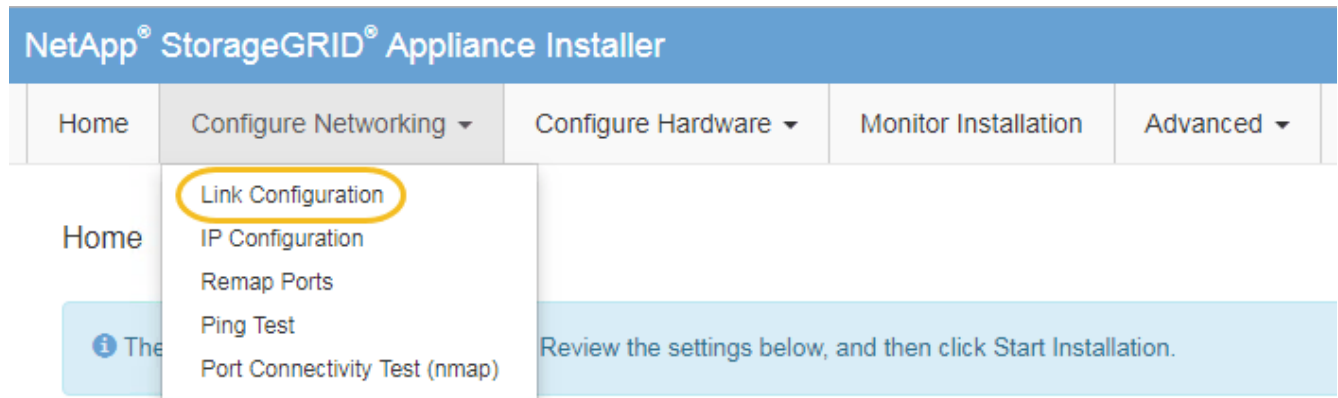 NetApp® StorageGRID® Appliance Installer
Home Configure Networking Configure Hardware Monitor Installation Advanced
Link Configuration
Home IP Configuration
Remap Ports
Ping Test
The Review the settings below, and then click Start Installation.
Port Connectivity Test (nmap)